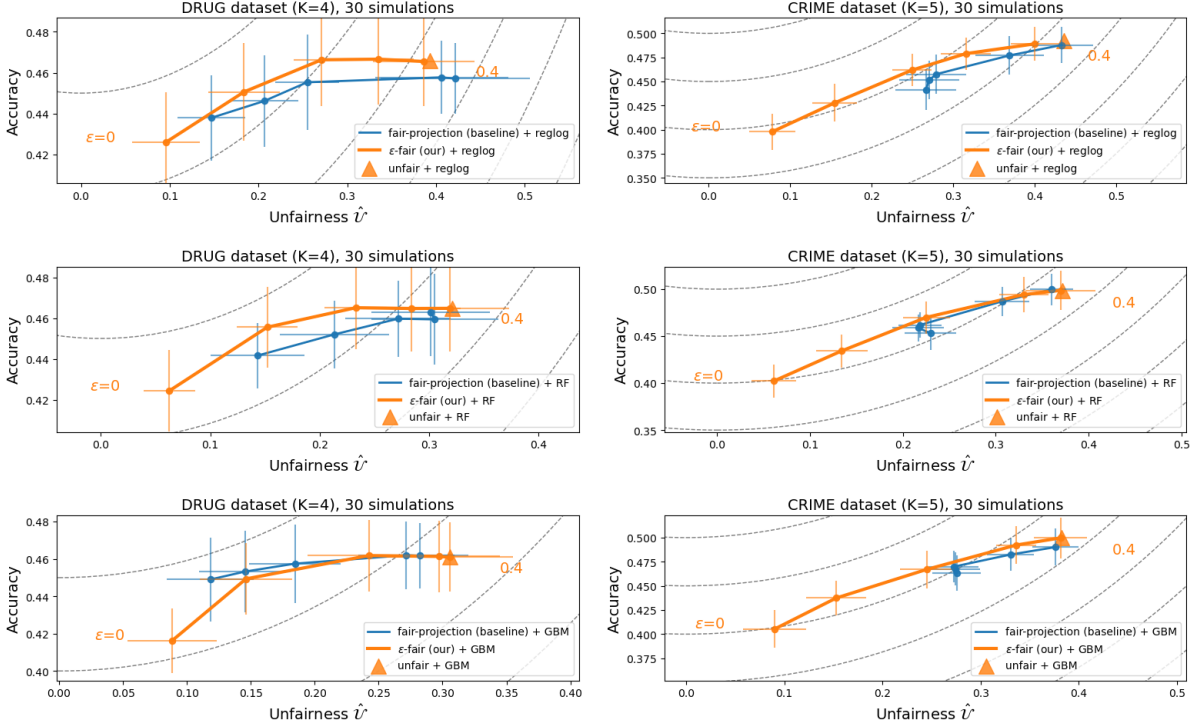 DRUG dataset (K=4), 30 simulations
0.48
0.46
0.44
0.42
Accuracy
ε=0
0.4
fair-projection (baseline) + reglog
ε-fair (our) + reglog
unfair + reglog
0.0 0.1 0.2 0.3 0.4 0.5
Unfairness 𝒰̂
CRIME dataset (K=5), 30 simulations
0.500
0.475
0.450
0.425
0.400
0.375
0.350
Accuracy
ε=0
0.4
fair-projection (baseline) + reglog
ε-fair (our) + reglog
unfair + reglog
0.0 0.1 0.2 0.3 0.4 0.5
Unfairness 𝒰̂
DRUG dataset (K=4), 30 simulations
0.48
0.46
0.44
0.42
Accuracy
ε=0
0.4
fair-projection (baseline) + RF
ε-fair (our) + RF
unfair + RF
0.0 0.1 0.2 0.3 0.4
Unfairness 𝒰̂
CRIME dataset (K=5), 30 simulations
0.50
0.45
0.40
0.35
Accuracy
ε=0
0.4
fair-projection (baseline) + RF
ε-fair (our) + RF
unfair + RF
0.0 0.1 0.2 0.3 0.4 0.5
Unfairness 𝒰̂
DRUG dataset (K=4), 30 simulations
0.48
0.46
0.44
0.42
0.40
Accuracy
ε=0
0.4
fair-projection (baseline) + GBM
ε-fair (our) + GBM
unfair + GBM
0.00 0.05 0.10 0.15 0.20 0.25 0.30 0.35 0.40
Unfairness 𝒰̂
CRIME dataset (K=5), 30 simulations
0.500
0.475
0.450
0.425
0.400
0.375
Accuracy
ε=0
0.4
fair-projection (baseline) + GBM
ε-fair (our) + GBM
unfair + GBM
0.0 0.1 0.2 0.3 0.4 0.5
Unfairness 𝒰̂